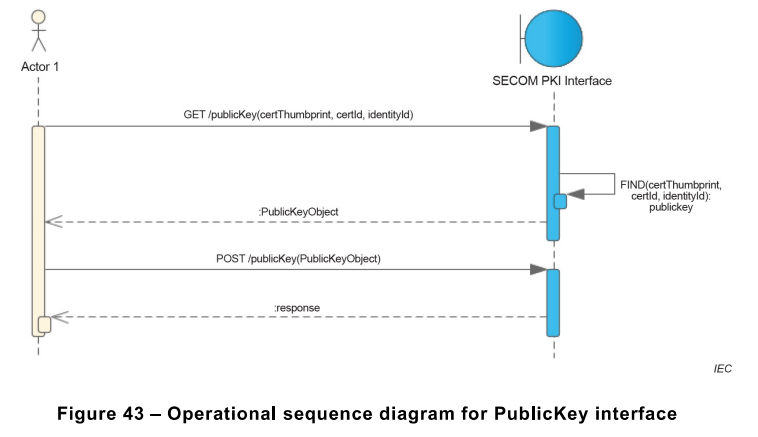 Actor 1
SECOM PKI Interface
GET /publicKey(certThumbprint, certId, identityId)
FIND(certThumbprint,
certId, identityId):
publickey
:PublicKeyObject
POST /publicKey(PublicKeyObject)
:response
IEC
Figure 43 – Operational sequence diagram for PublicKey interface